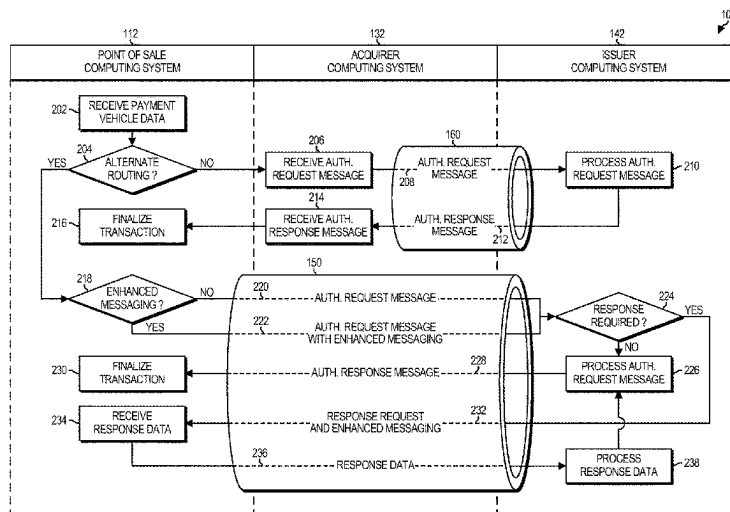 10
112
132
142
POINT OF SALE
COMPUTING SYSTEM
ACQUIRER
COMPUTING SYSTEM
ISSUER
COMPUTING SYSTEM
202
RECEIVE PAYMENT
VEHICLE DATA
YES
204
ALTERNATE
ROUTING ?
NO
206
RECEIVE AUTH.
REQUEST MESSAGE
160
AUTH. REQUEST
MESSAGE
208
PROCESS AUTH.
REQUEST MESSAGE
210
216
FINALIZE
TRANSACTION
214
RECEIVE AUTH.
RESPONSE MESSAGE
AUTH. RESPONSE
MESSAGE
212
218
ENHANCED
MESSAGING ?
NO
YES
150
220
AUTH. REQUEST MESSAGE
222
AUTH. REQUEST MESSAGE
WITH ENHANCED MESSAGING
224
RESPONSE
REQUIRED ?
YES
NO
230
FINALIZE
TRANSACTION
AUTH. RESPONSE MESSAGE
228
PROCESS AUTH.
REQUEST MESSAGE
226
234
RECEIVE
RESPONSE DATA
RESPONSE REQUEST
AND ENHANCED MESSAGING
232
236
RESPONSE DATA
PROCESS
RESPONSE DATA
238